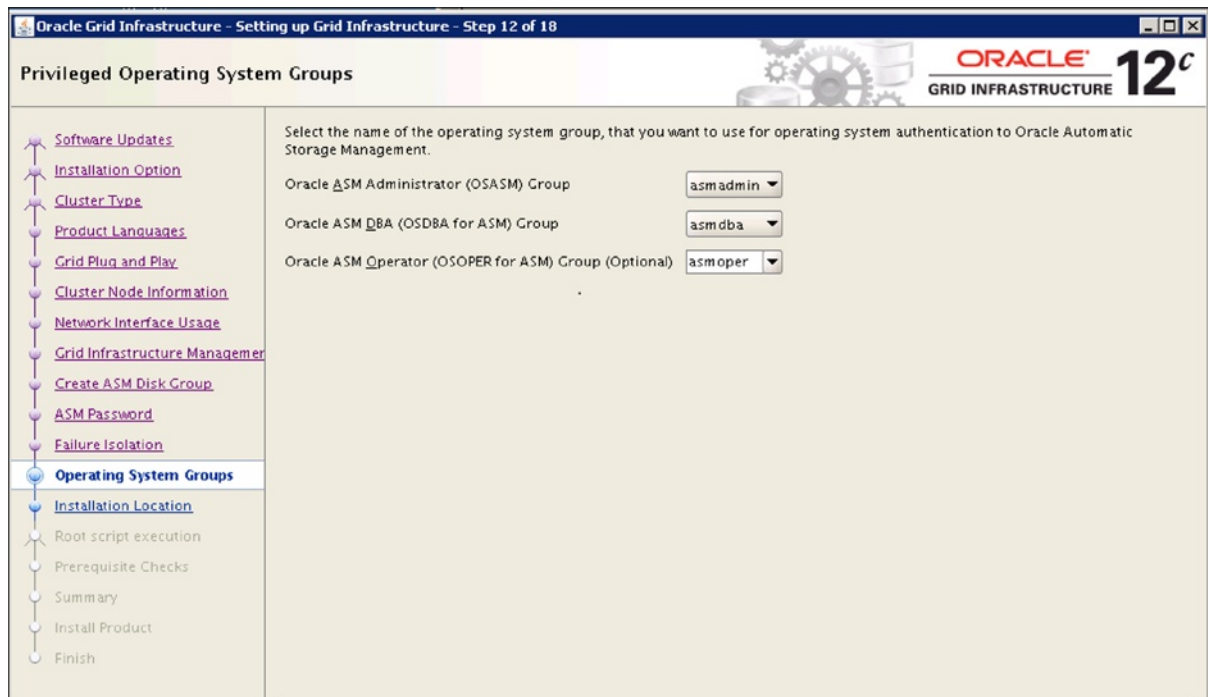 Oracle Grid Infrastructure - Setting up Grid Infrastructure - Step 12 of 18
Privileged Operating System Groups
ORACLE
GRID INFRASTRUCTURE
12c
Software Updates
Installation Option
Cluster Type
Product Languages
Grid Plug and Play
Cluster Node Information
Network Interface Usage
Grid Infrastructure Managemer
Create ASM Disk Group
ASM Password
Failure Isolation
Operating System Groups
Installation Location
Root script execution
Prerequisite Checks
Summary
Install Product
Finish
Select the name of the operating system group, that you want to use for operating system authentication to Oracle Automatic
Storage Management.
Oracle ASM Administrator (OSASM) Group asmadmin
Oracle ASM DBA (OSDBA for ASM) Group asmdba
Oracle ASM Operator (OSOPER for ASM) Group (Optional) asmoper